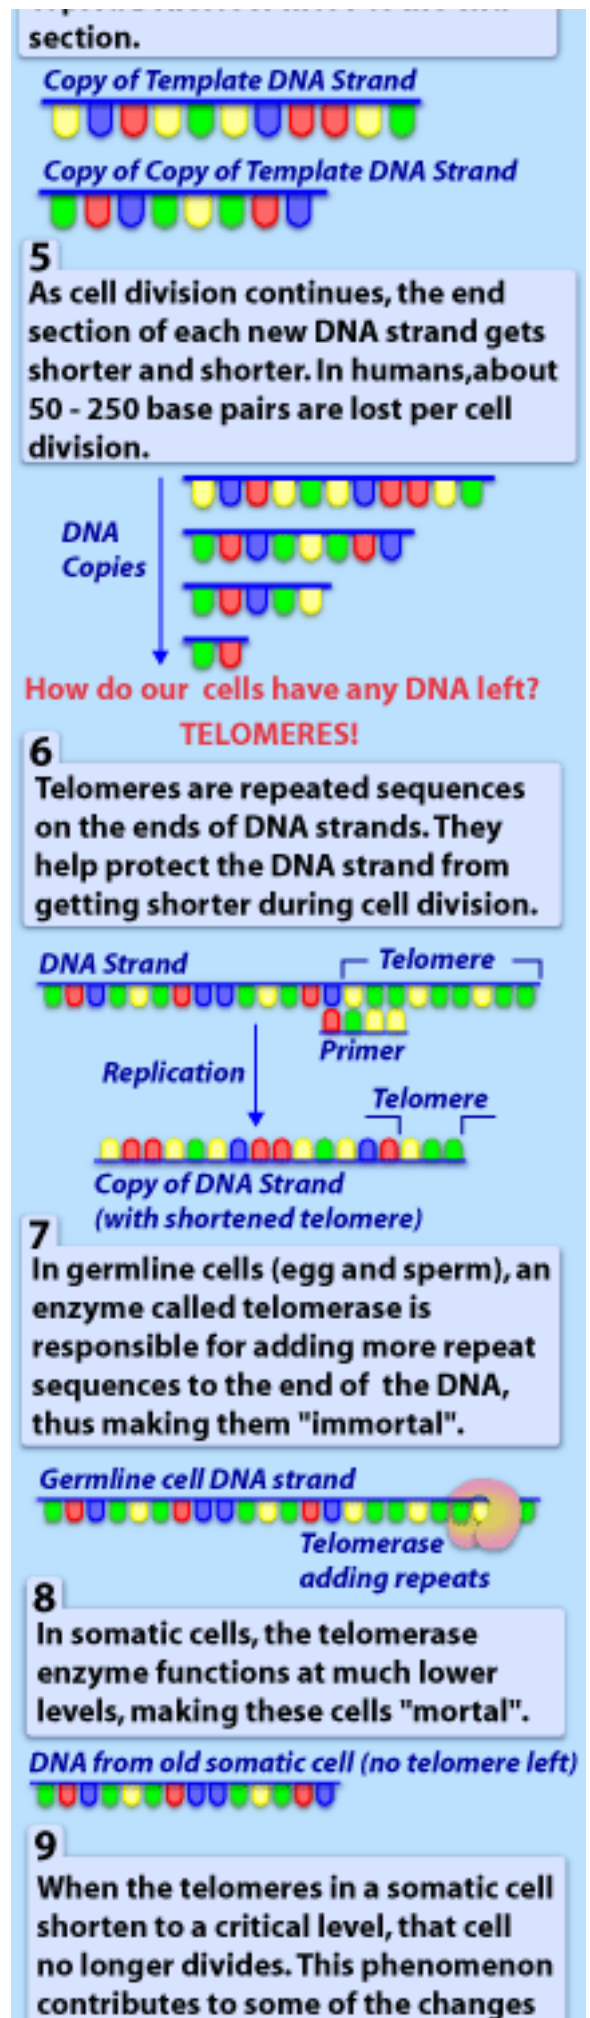 section.
Copy of Template DNA Strand
Copy of Copy of Template DNA Strand
5
As cell division continues, the end
section of each new DNA strand gets
shorter and shorter. In humans,about
50 - 250 base pairs are lost per cell
division.
DNA
Copies
How do our cells have any DNA left?
TELOMERES!
6
Telomeres are repeated sequences
on the ends of DNA strands. They
help protect the DNA strand from
getting shorter during cell division.
DNA Strand
Telomere
Primer
Replication
Telomere
Copy of DNA Strand
(with shortened telomere)
7
In germline cells (egg and sperm), an
enzyme called telomerase is
responsible for adding more repeat
sequences to the end of the DNA,
thus making them "immortal".
Germline cell DNA strand
Telomerase
adding repeats
8
In somatic cells, the telomerase
enzyme functions at much lower
levels, making these cells "mortal".
DNA from old somatic cell (no telomere left)
9
When the telomeres in a somatic cell
shorten to a critical level, that cell
no longer divides. This phenomenon
contributes to some of the changes